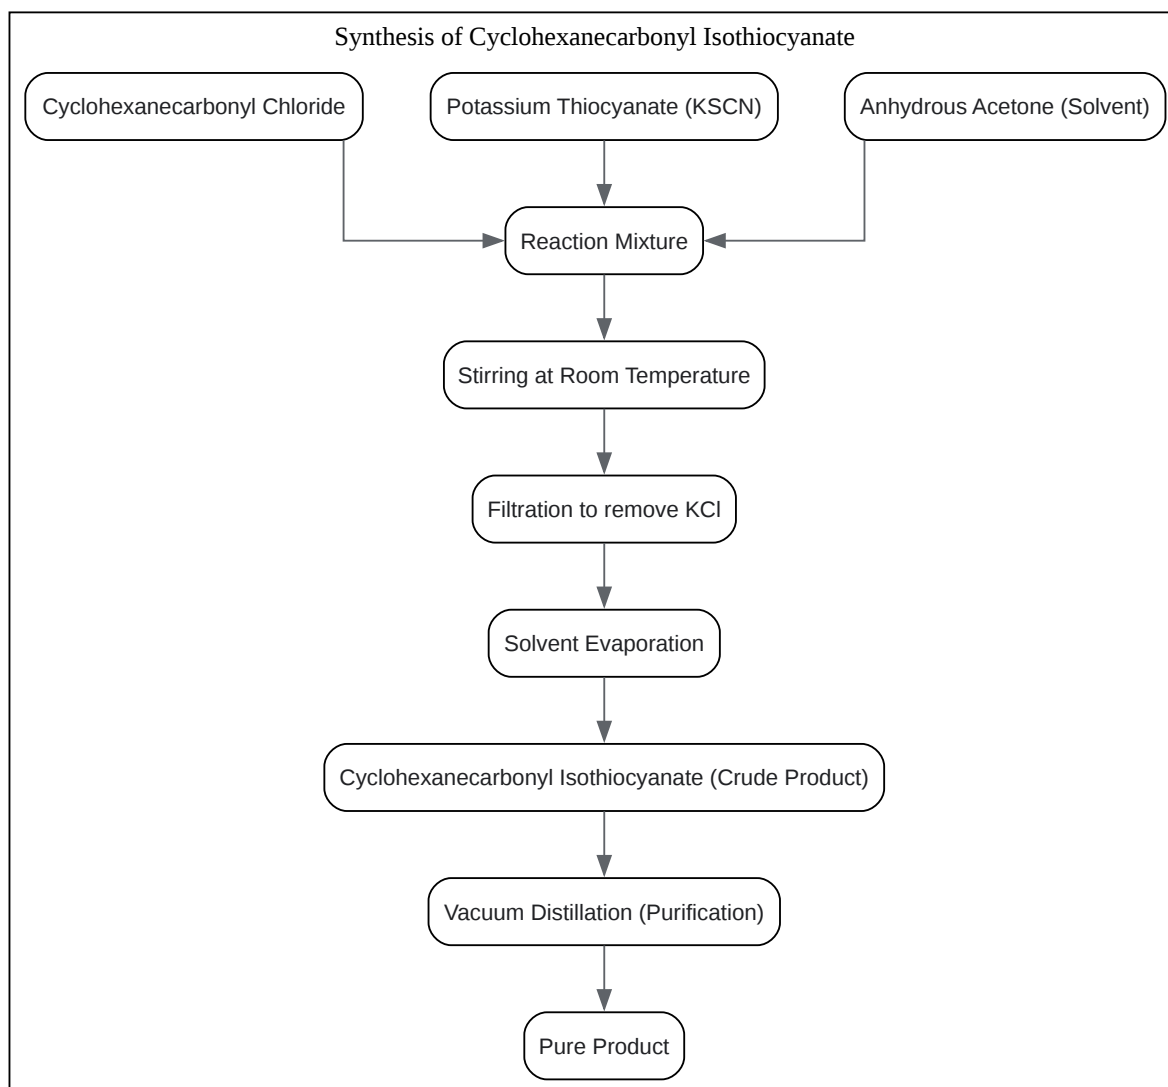 Synthesis of Cyclohexanecarbonyl Isothiocyanate
Cyclohexanecarbonyl Chloride
Potassium Thiocyanate (KSCN)
Anhydrous Acetone (Solvent)
Reaction Mixture
Stirring at Room Temperature
Filtration to remove KCl
Solvent Evaporation
Cyclohexanecarbonyl Isothiocyanate (Crude Product)
Vacuum Distillation (Purification)
Pure Product